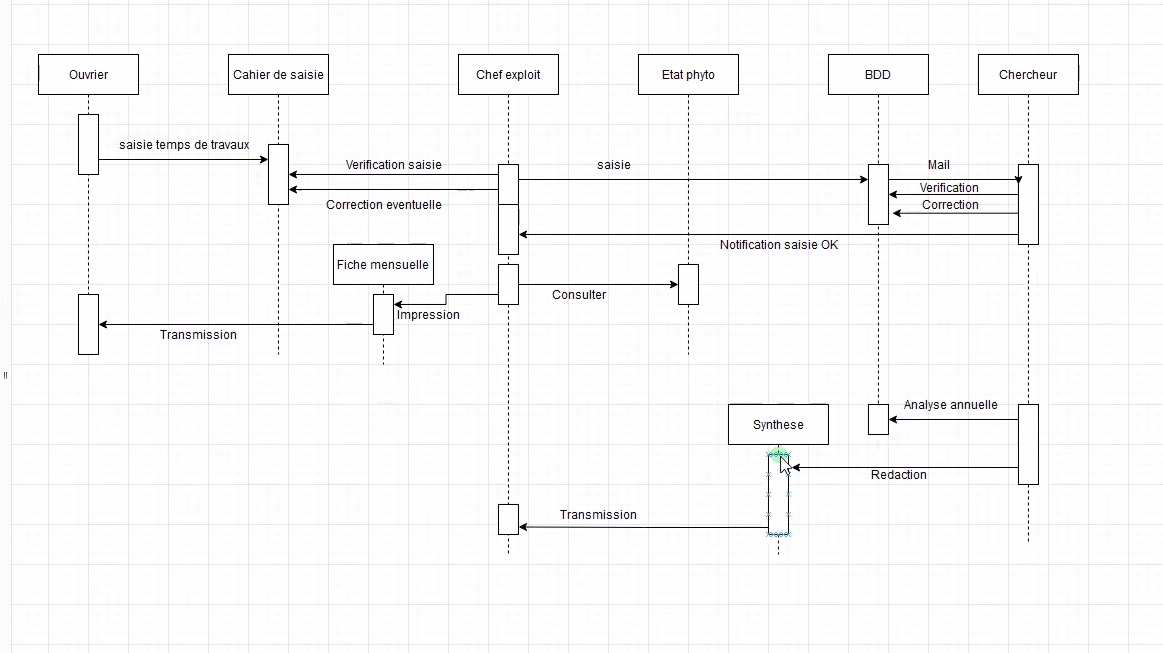 Ouvrier
Cahier de saisie
Chef exploit
Etat phyto
BDD
Chercheur
saisie temps de travaux
Verification saisie
saisie
Mail
Verification
Correction eventuelle
Correction
Notification saisie OK
Fiche mensuelle
Consulter
Impression
Transmission
Analyse annuelle
Synthese
Redaction
Transmission